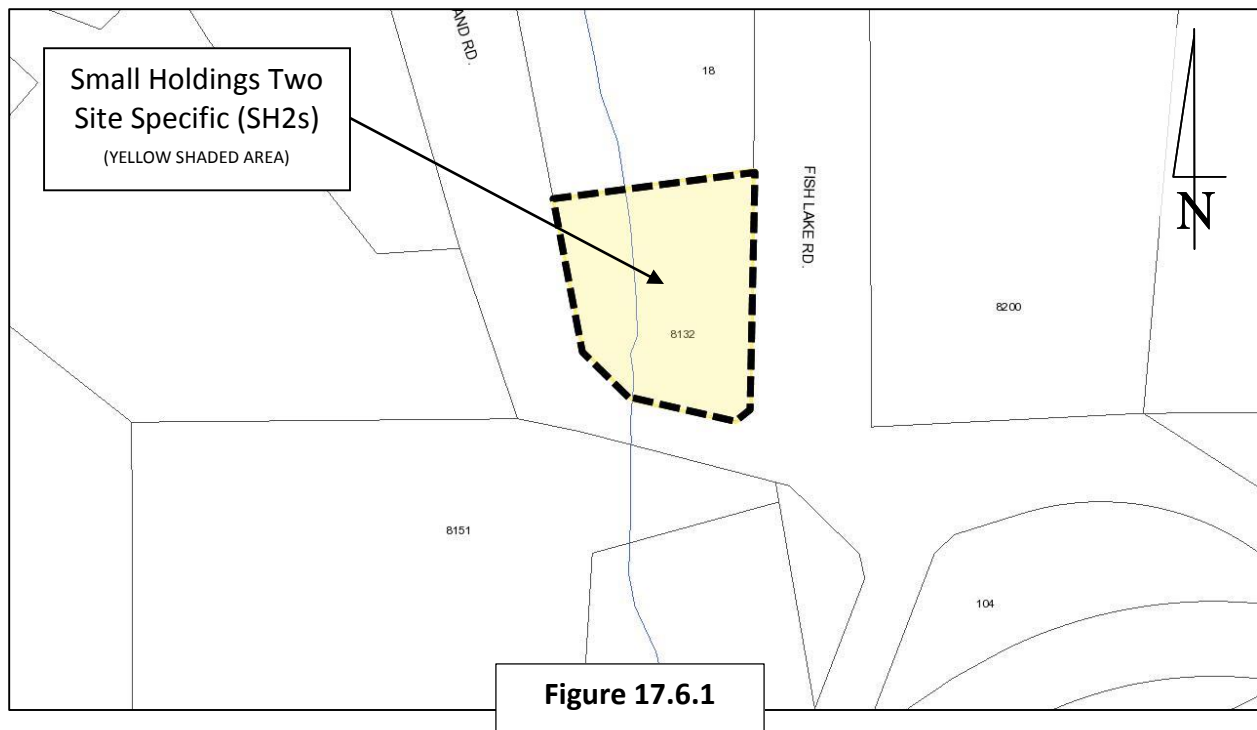 AND RD.
18
Small Holdings Two
Site Specific (SH2s)
(YELLOW SHADED AREA)
FISH LAKE RD.
N
8200
8132
8151
104
Figure 17.6.1